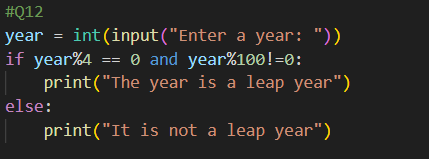 #Q12
year = int(input("Enter a year: "))
if year%4 == 0 and year%100!=0:
    print("The year is a leap year")
else:
    print("It is not a leap year")